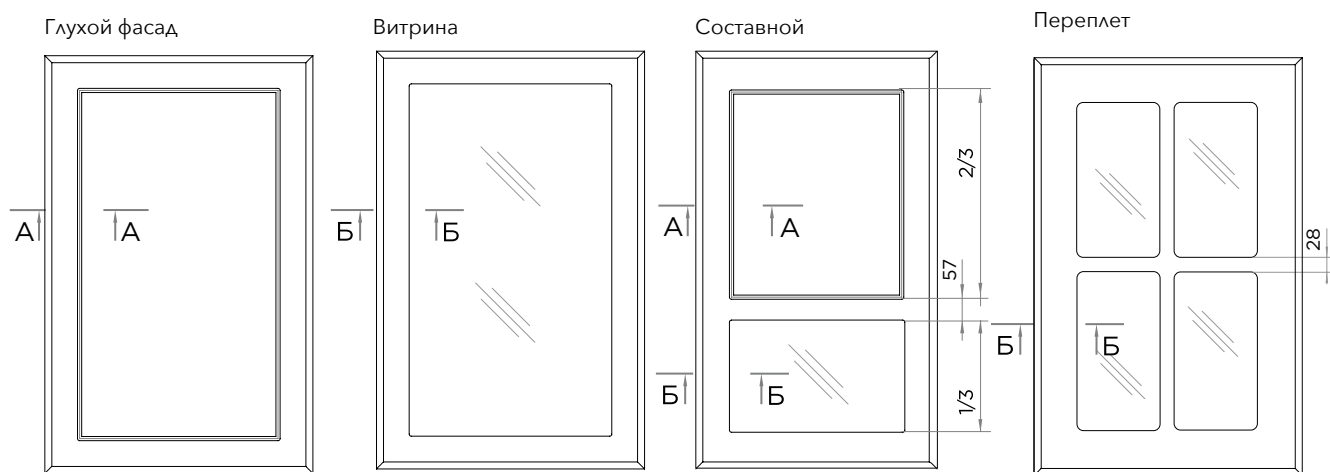 Глухой фасад
Витрина
Составной
Переплет
А А
Б Б
А А
2/3
57
Б Б
1/3
28
Б Б